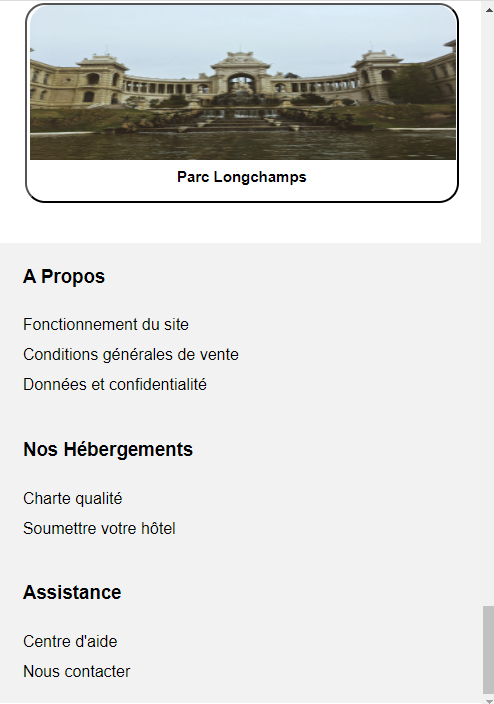 Parc Longchamps
A Propos
Fonctionnement du site
Conditions générales de vente
Données et confidentialité
Nos Hébergements
Charte qualité
Soumettre votre hôtel
Assistance
Centre d'aide
Nous contacter